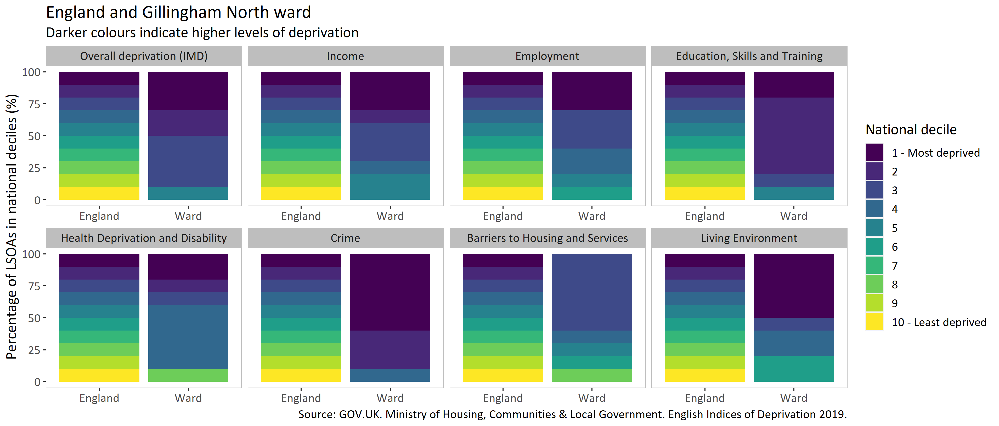 England and Gillingham North ward
Darker colours indicate higher levels of deprivation
Percentage of LSOAs in national deciles (%)
Overall deprivation (IMD)
100
75
50
25
0
England
Ward
Income
England
Ward
Employment
England
Ward
Education, Skills and Training
England
Ward
Health Deprivation and Disability
100
75
50
25
0
England
Ward
Crime
England
Ward
Barriers to Housing and Services
England
Ward
Living Environment
England
Ward
National decile
1 - Most deprived
2
3
4
5
6
7
8
9
10 - Least deprived
Source: GOV.UK. Ministry of Housing, Communities & Local Government. English Indices of Deprivation 2019.